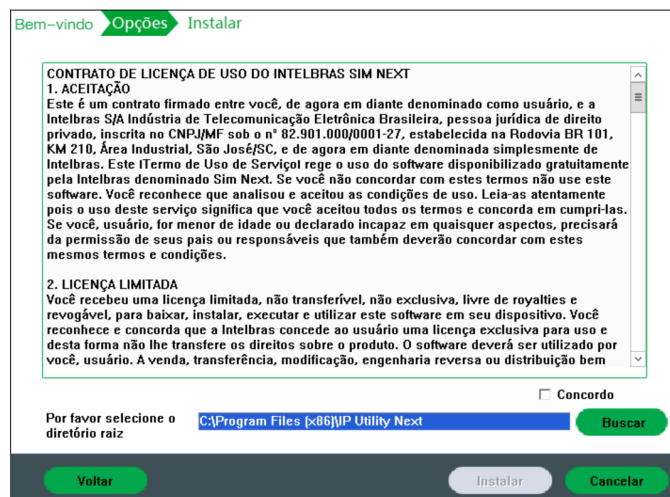 Bem-vindo Opções Instalar
CONTRATO DE LICENÇA DE USO DO INTELBRAS SIM NEXT
1. ACEITAÇÃO
Este é um contrato firmado entre você, de agora em diante denominado como usuário, e a
Intelbras S/A Indústria de Telecomunicação Eletrônica Brasileira, pessoa jurídica de direito
privado, inscrita no CNPJ/MF sob o n° 82.901.000/0001-27, estabelecida na Rodovia BR 101,
KM 210, Área Industrial, São José/SC, e de agora em diante denominada simplesmente de
Intelbras. Este lTermo de Uso de Serviçol rege o uso do software disponibilizado gratuitamente
pela Intelbras denominado Sim Next. Se você não concordar com estes termos não use este
software. Você reconhece que analisou e aceitou as condições de uso. Leia-as atentamente
pois o uso deste serviço significa que você aceitou todos os termos e concorda em cumpri-las.
Se você, usuário, for menor de idade ou declarado incapaz em quaisquer aspectos, precisará
da permissão de seus pais ou responsáveis que também deverão concordar com estes
mesmos termos e condições.
2. LICENÇA LIMITADA
Você recebeu uma licença limitada, não transferível, não exclusiva, livre de royalties e
revogável, para baixar, instalar, executar e utilizar este software em seu dispositivo. Você
reconhece e concorda que a Intelbras concede ao usuário uma licença exclusiva para uso e
desta forma não lhe transfere os direitos sobre o produto. O software deverá ser utilizado por
você, usuário. A venda, transferência, modificação, engenharia reversa ou distribuição bem
Concordo
Por favor selecione o
diretório raiz
C:\Program Files (x86)\IP Utility Next
Buscar
Voltar
Instalar
Cancelar